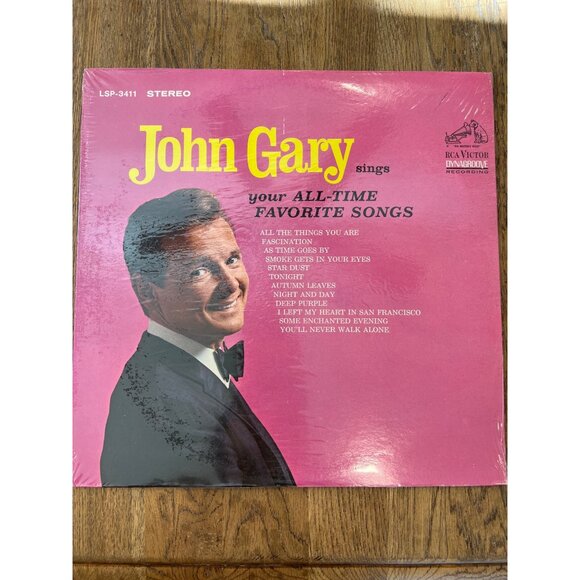 LSP-3411 STEREO
John Gary sings
your ALL-TIME
FAVORITE SONGS
RCA VICTOR
DYNAGROOVE
RECORDING
ALL THE THINGS YOU ARE
FASCINATION
AS TIME GOES BY
SMOKE GETS IN YOUR EYES
STAR DUST
TONIGHT
AUTUMN LEAVES
NIGHT AND DAY
DEEP PURPLE
I LEFT MY HEART IN SAN FRANCISCO
SOME ENCHANTED EVENING
YOU'LL NEVER WALK ALONE